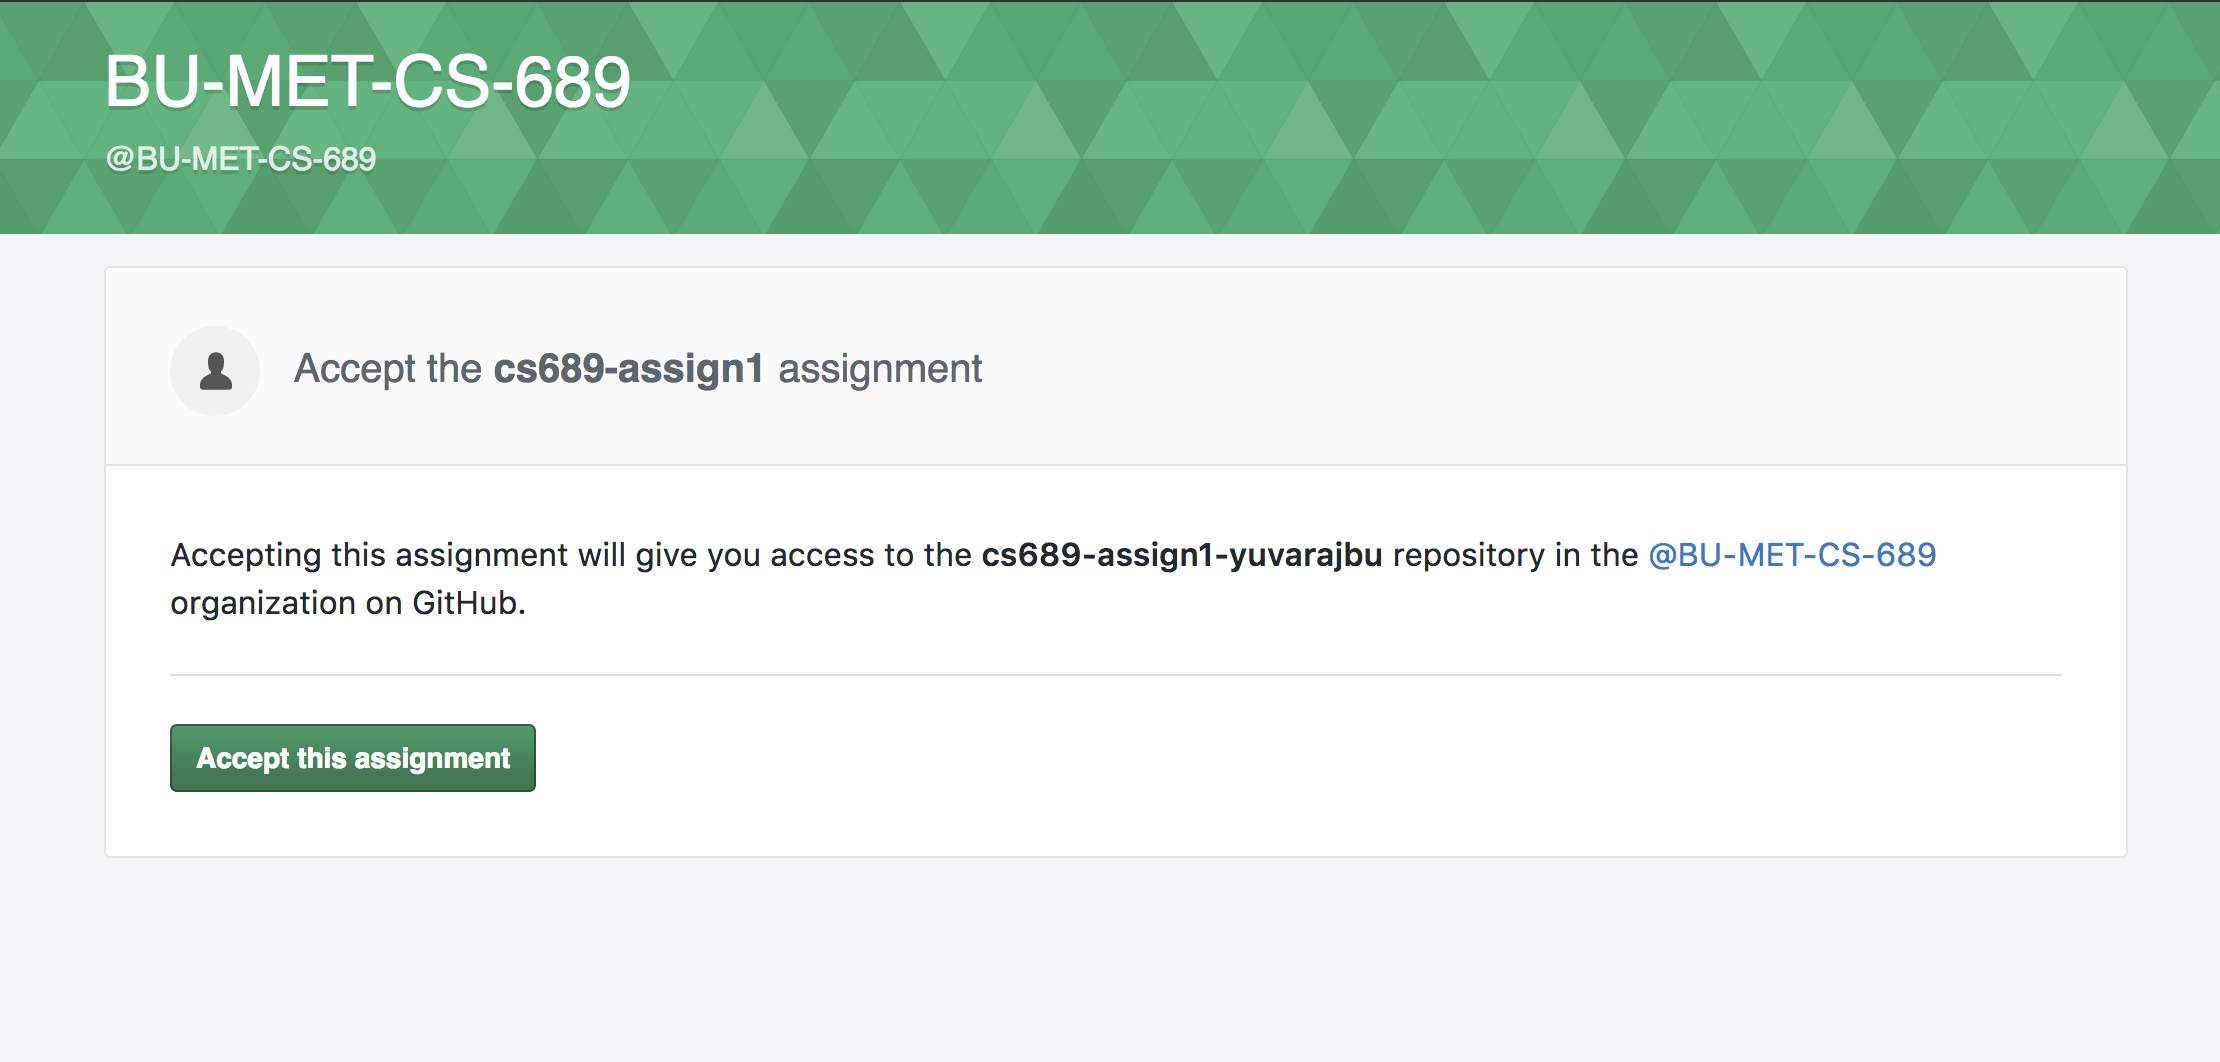 BU-MET-CS-689
@BU-MET-CS-689
Accept the cs689-assign1 assignment
Accepting this assignment will give you access to the cs689-assign1-yuvarajbu repository in the @BU-MET-CS-689
organization on GitHub.
Accept this assignment